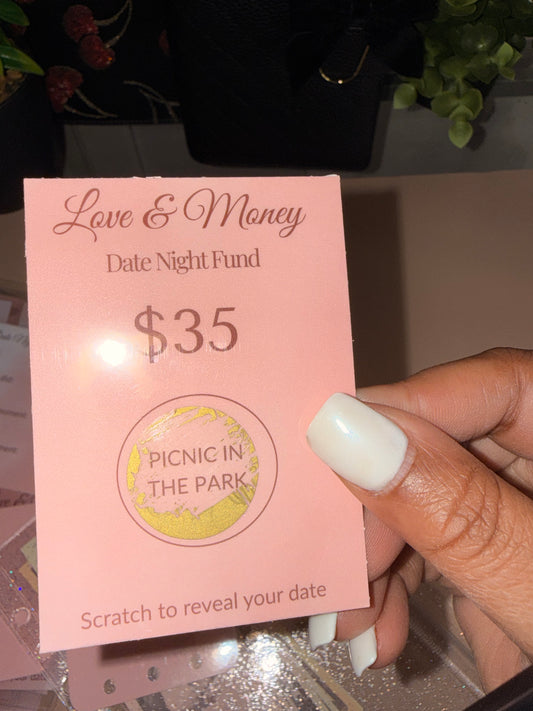 Love & Money
Date Night Fund
$35
PICNIC IN
THE PARK
Scratch to reveal your date